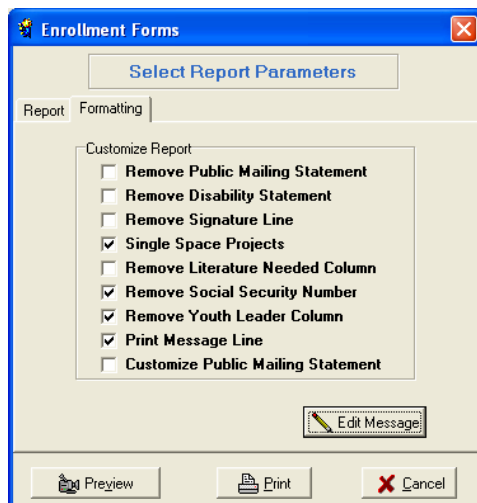 Enrollment Forms
Select Report Parameters
Report Formatting
Customize Report
Remove Public Mailing Statement
Remove Disability Statement
Remove Signature Line
Single Space Projects
Remove Literature Needed Column
Remove Social Security Number
Remove Youth Leader Column
Print Message Line
Customize Public Mailing Statement
Edit Message
Preview Print Cancel